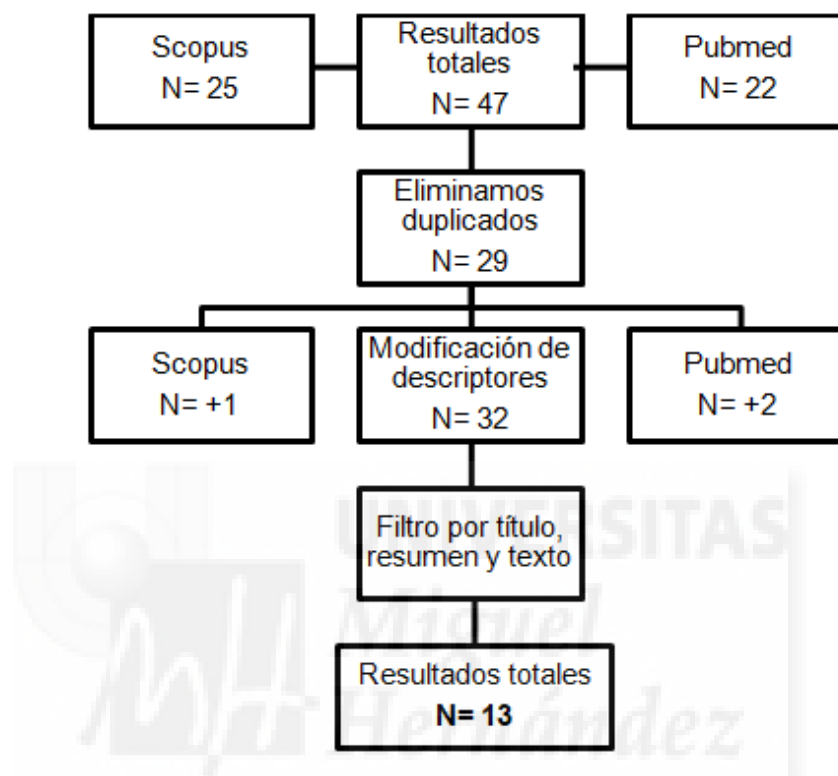 Scopus
N= 25
Resultados
totales
N= 47
Pubmed
N= 22
Eliminamos
duplicados
N= 29
Scopus
N= +1
Modificación de
descriptores
N= 32
Pubmed
N= +2
Filtro por título,
resumen y texto
Resultados totales
N= 13
UNIVERSITAS
Miguel
Hernández
MH